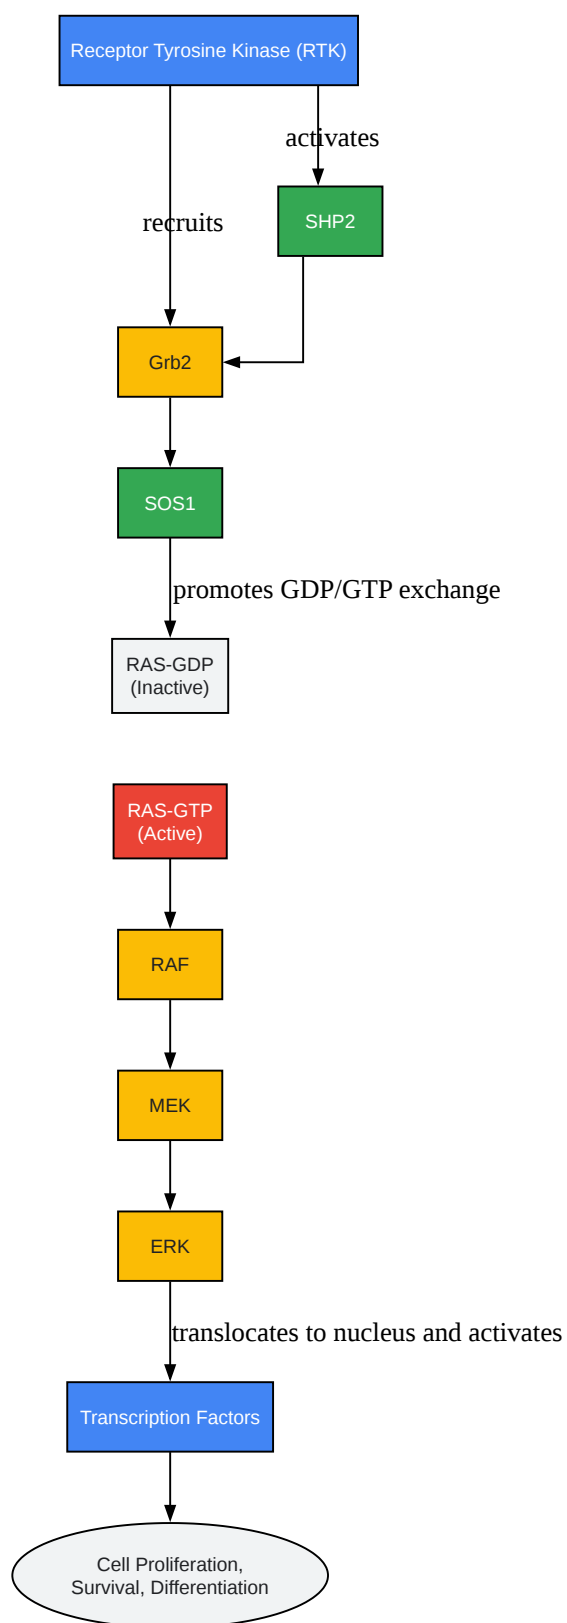 Receptor Tyrosine Kinase (RTK)
activates
recruits
SHP2
Grb2
SOS1
promotes GDP/GTP exchange
RAS-GDP
(Inactive)
RAS-GTP
(Active)
RAF
MEK
ERK
translocates to nucleus and activates
Transcription Factors
Cell Proliferation,
Survival, Differentiation